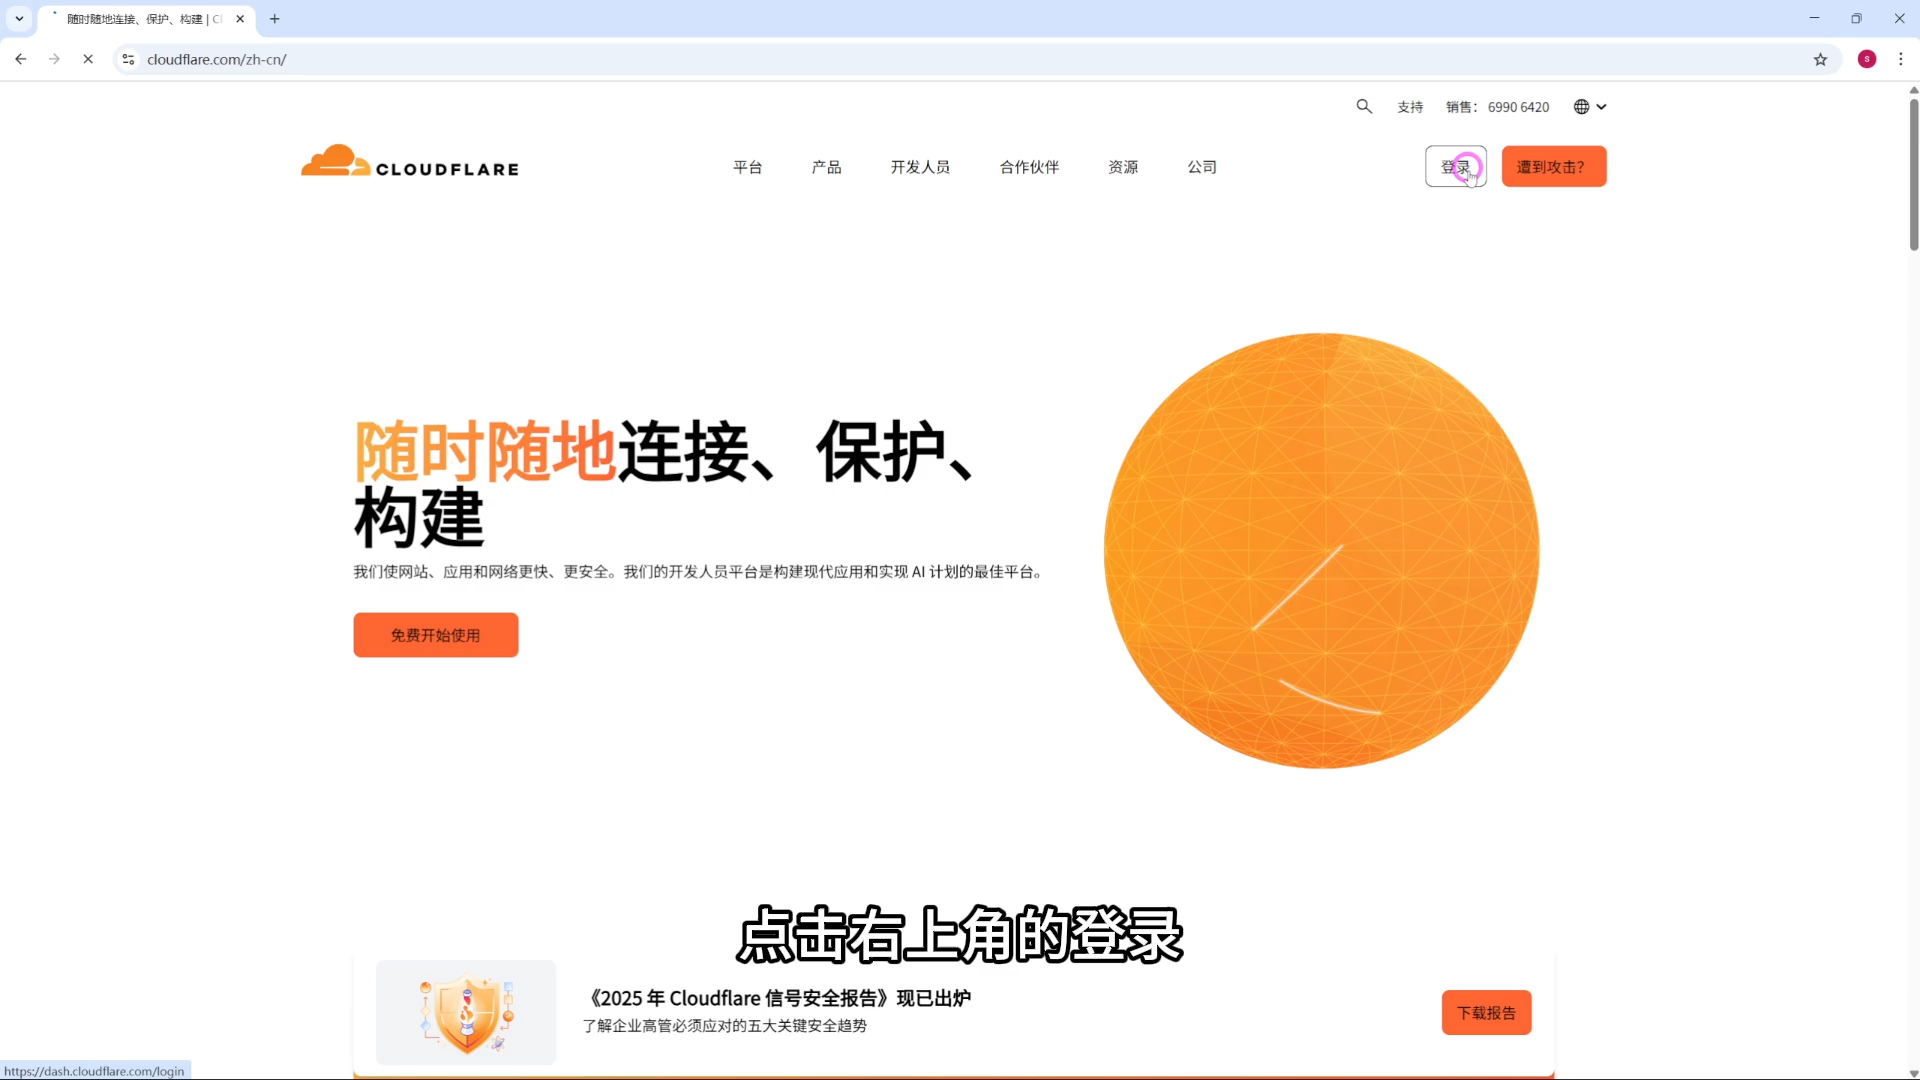 随时随地连接、保护、构建 | Cl
cloudflare.com/zh-cn/
S
支持
销售： 6990 6420
CLOUDFLARE
平台
产品
开发人员
合作伙伴
资源
公司
登录
遭到攻击？
随时随地连接、保护、
构建
我们使网站、应用和网络更快、更安全。我们的开发人员平台是构建现代应用和实现 AI 计划的最佳平台。
免费开始使用
点击右上角的登录
《2025 年 Cloudflare 信号安全报告》现已出炉
了解企业高管必须应对的五大关键安全趋势
下载报告
https://dash.cloudflare.com/login